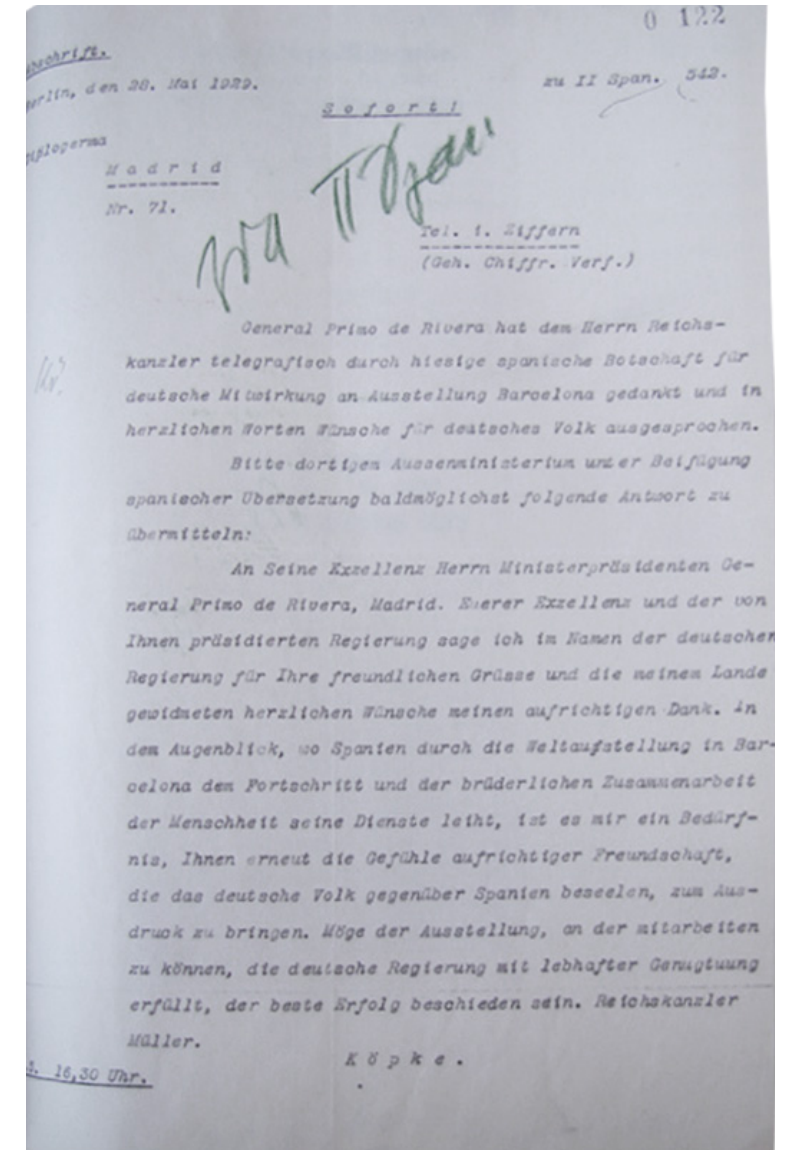 0 122
bschrift.
erlin, den 28. Mai 1929.
zu II Span. 542.
Sofort!
iplogerma
Madrid
Nr. 71.
II Span.
Tel. i. Ziffern
(Geh. Chiffr. Verf.)
General Primo de Rivera hat dem Herrn Reichs-
kanzler telegrafisch durch hiesige spanische Botschaft für
deutsche Mitwirkung an Ausstellung Barcelona gedankt und in
herzlichen Worten Wünsche für deutsches Volk ausgesprochen.
Bitte dortigem Aussenministerium unter Beifügung
spanischer Übersetzung baldmöglichst folgende Antwort zu
übermitteln:
An Seine Exzellenz Herrn Ministerpräsidenten Ge-
neral Primo de Rivera, Madrid. Euerer Exzellenz und der von
Ihnen präsidierten Regierung sage ich im Namen der deutschen
Regierung für Ihre freundlichen Grüsse und die meinem Lande
gewidmeten herzlichen Wünsche meinen aufrichtigen Dank. In
dem Augenblick, wo Spanien durch die Weltaufstellung in Bar-
celona dem Fortschritt und der brüderlichen Zusammenarbeit
der Menschheit seine Dienste leiht, ist es mir ein Bedürf-
nis, Ihnen erneut die Gefühle aufrichtiger Freundschaft,
die das deutsche Volk gegenüber Spanien beseelen, zum Aus-
druck zu bringen. Möge der Ausstellung, an der mitarbeiten
zu können, die deutsche Regierung mit lebhafter Genugtuung
erfüllt, der beste Erfolg beschieden sein. Reichskanzler
Müller.
Köpke.
16,30 Uhr.